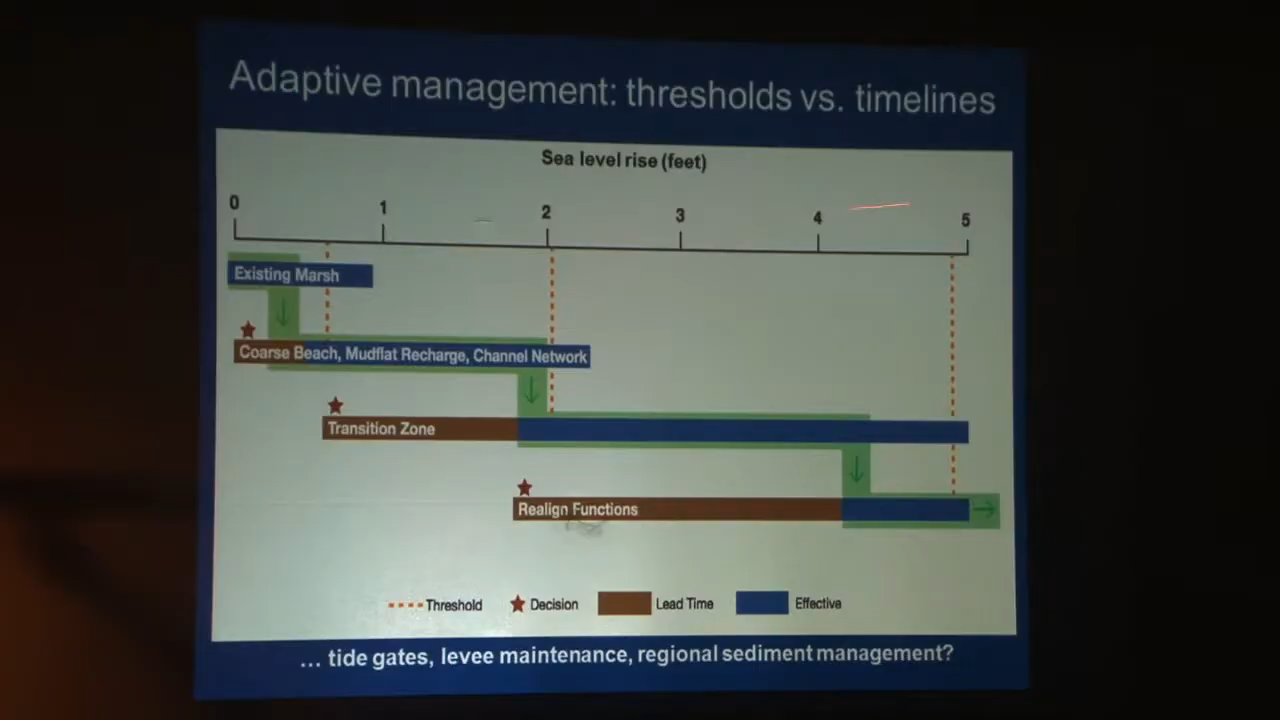 Adaptive management: thresholds vs. timelines
Sea level rise (feet)
0 1 2 3 4 5
Existing Marsh
Coarse Beach, Mudflat Recharge, Channel Network
Transition Zone
Realign Functions
Threshold Decision Lead Time Effective
... tide gates, levee maintenance, regional sediment management?